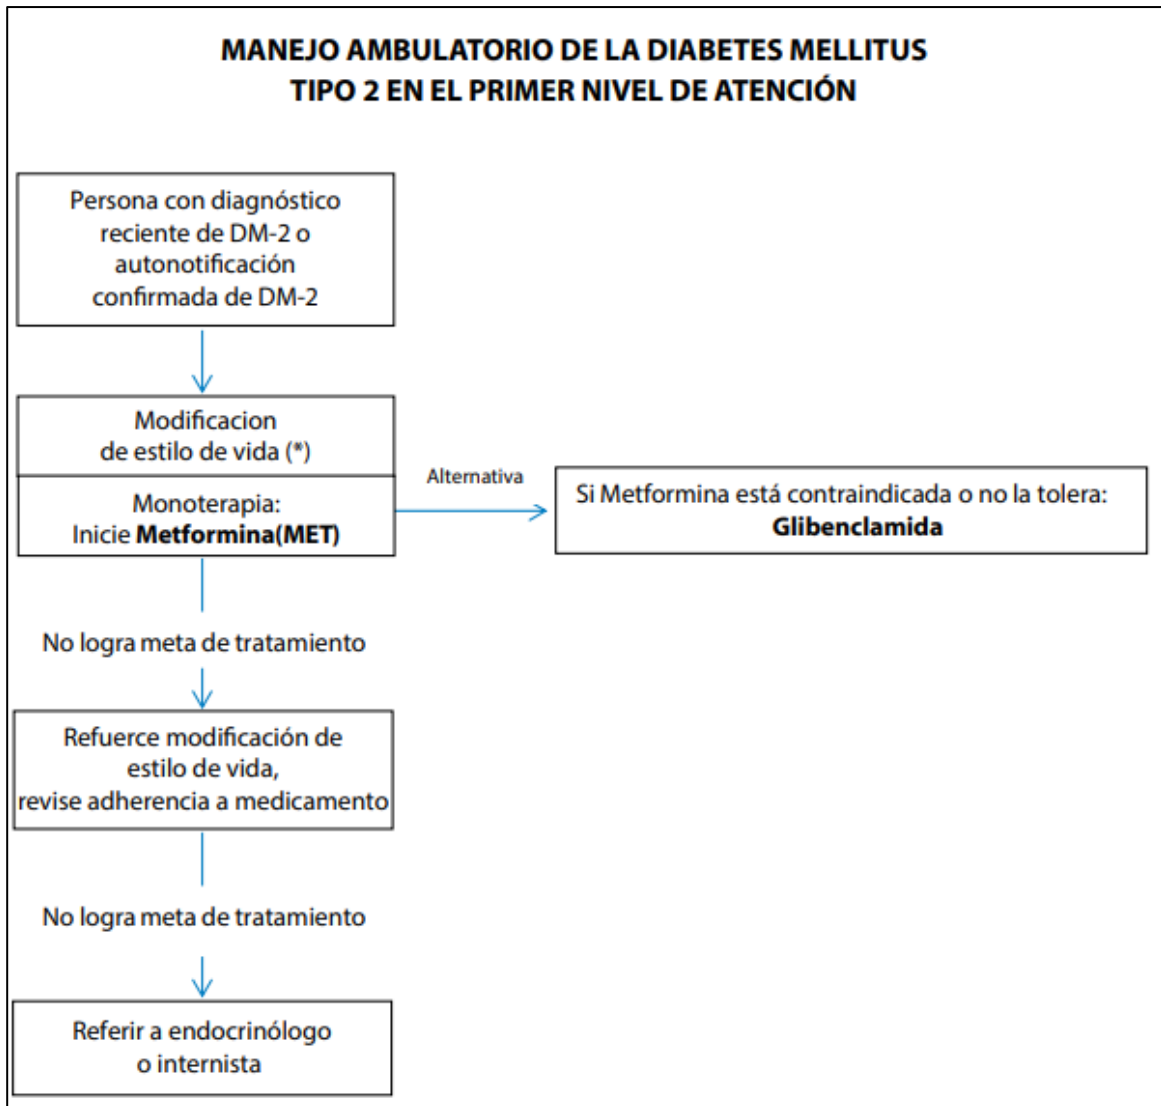 MANEJO AMBULATORIO DE LA DIABETES MELLITUS
TIPO 2 EN EL PRIMER NIVEL DE ATENCIÓN
Persona con diagnóstico
reciente de DM-2 o
autonotificación
confirmada de DM-2
Modificacion
de estilo de vida (*)
Monoterapia:
Inicie Metformina(MET)
Alternativa
Si Metformina está contraindicada o no la tolera:
Glibenclamida
No logra meta de tratamiento
Refuerce modificación de
estilo de vida,
revise adherencia a medicamento
No logra meta de tratamiento
Referir a endocrinólogo
o internista